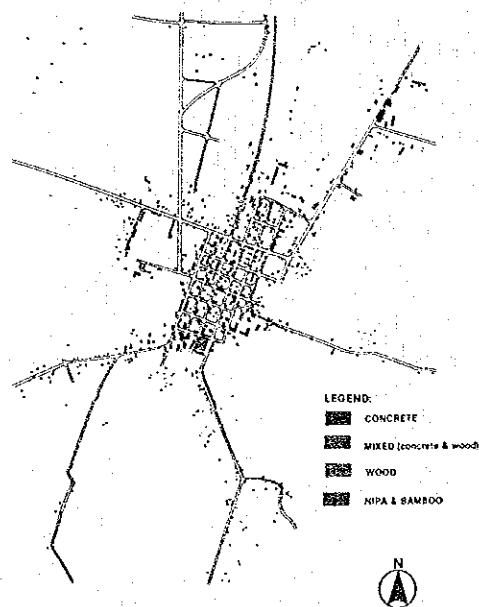 LEGEND:
CONCRETE
MIXED (concrete & wood)
WOOD
NIPA & BAMBOO
N